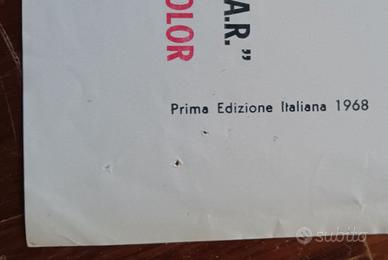 A.R."
OLOR
Prima Edizione Italiana 1968
subito